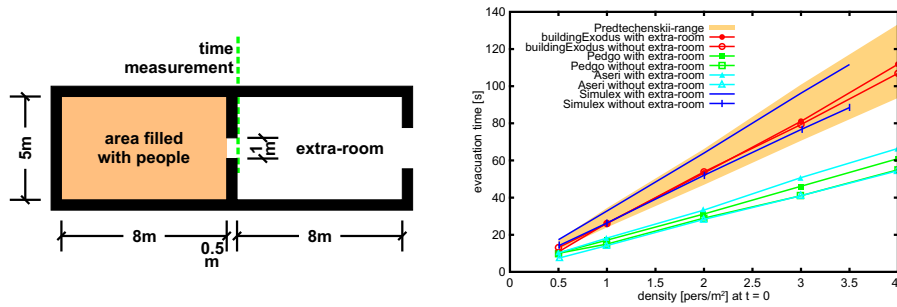 time
measurement
5m
area filled
with people
1
m
extra-room
8m
0.5
m
8m
evacuation time [s]
140
120
100
80
60
40
20
0
Predtechenskii-range
buildingExodus with extra-room
buildingExodus without extra-room
Pedgo with extra-room
Pedgo without extra-room
Aseri with extra-room
Aseri without extra-room
Simulex with extra-room
Simulex without extra-room
0 0.5 1 1.5 2 2.5 3 3.5 4
density [pers/m²] at t = 0